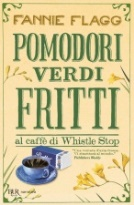 FANNIE FLAGG
POMODORI
VERDI
FRITTI
al caffè di Whistle Stop
BUR